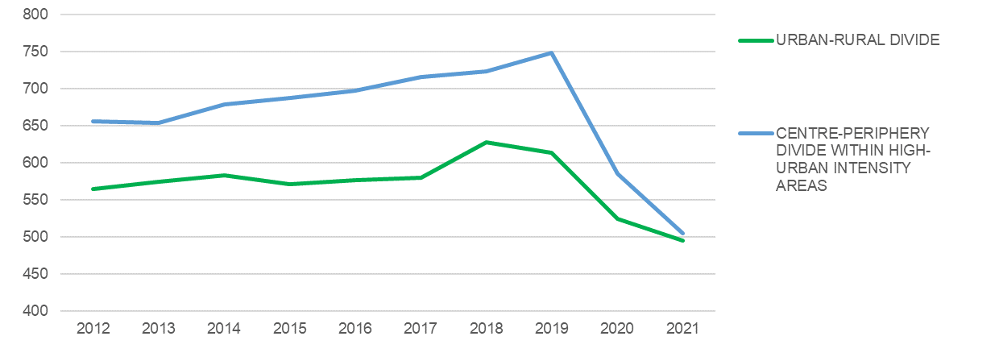 800
750
700
650
600
550
500
450
400
2012 2013 2014 2015 2016 2017 2018 2019 2020 2021
URBAN-RURAL DIVIDE
CENTRE-PERIPHERY
DIVIDE WITHIN HIGH-
URBAN INTENSITY
AREAS